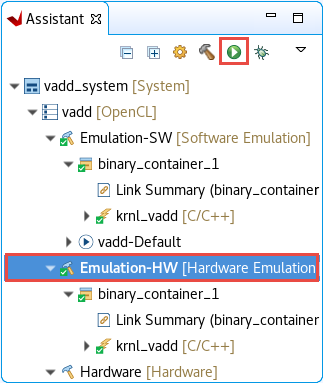 Assistant
vadd_system [System]
vadd [OpenCL]
Emulation-SW [Software Emulation]
binary_container_1
Link Summary (binary_container
krnl_vadd [C/C++]
vadd-Default
Emulation-HW [Hardware Emulation
binary_container_1
Link Summary (binary_container
krnl_vadd [C/C++]
Hardware [Hardware]